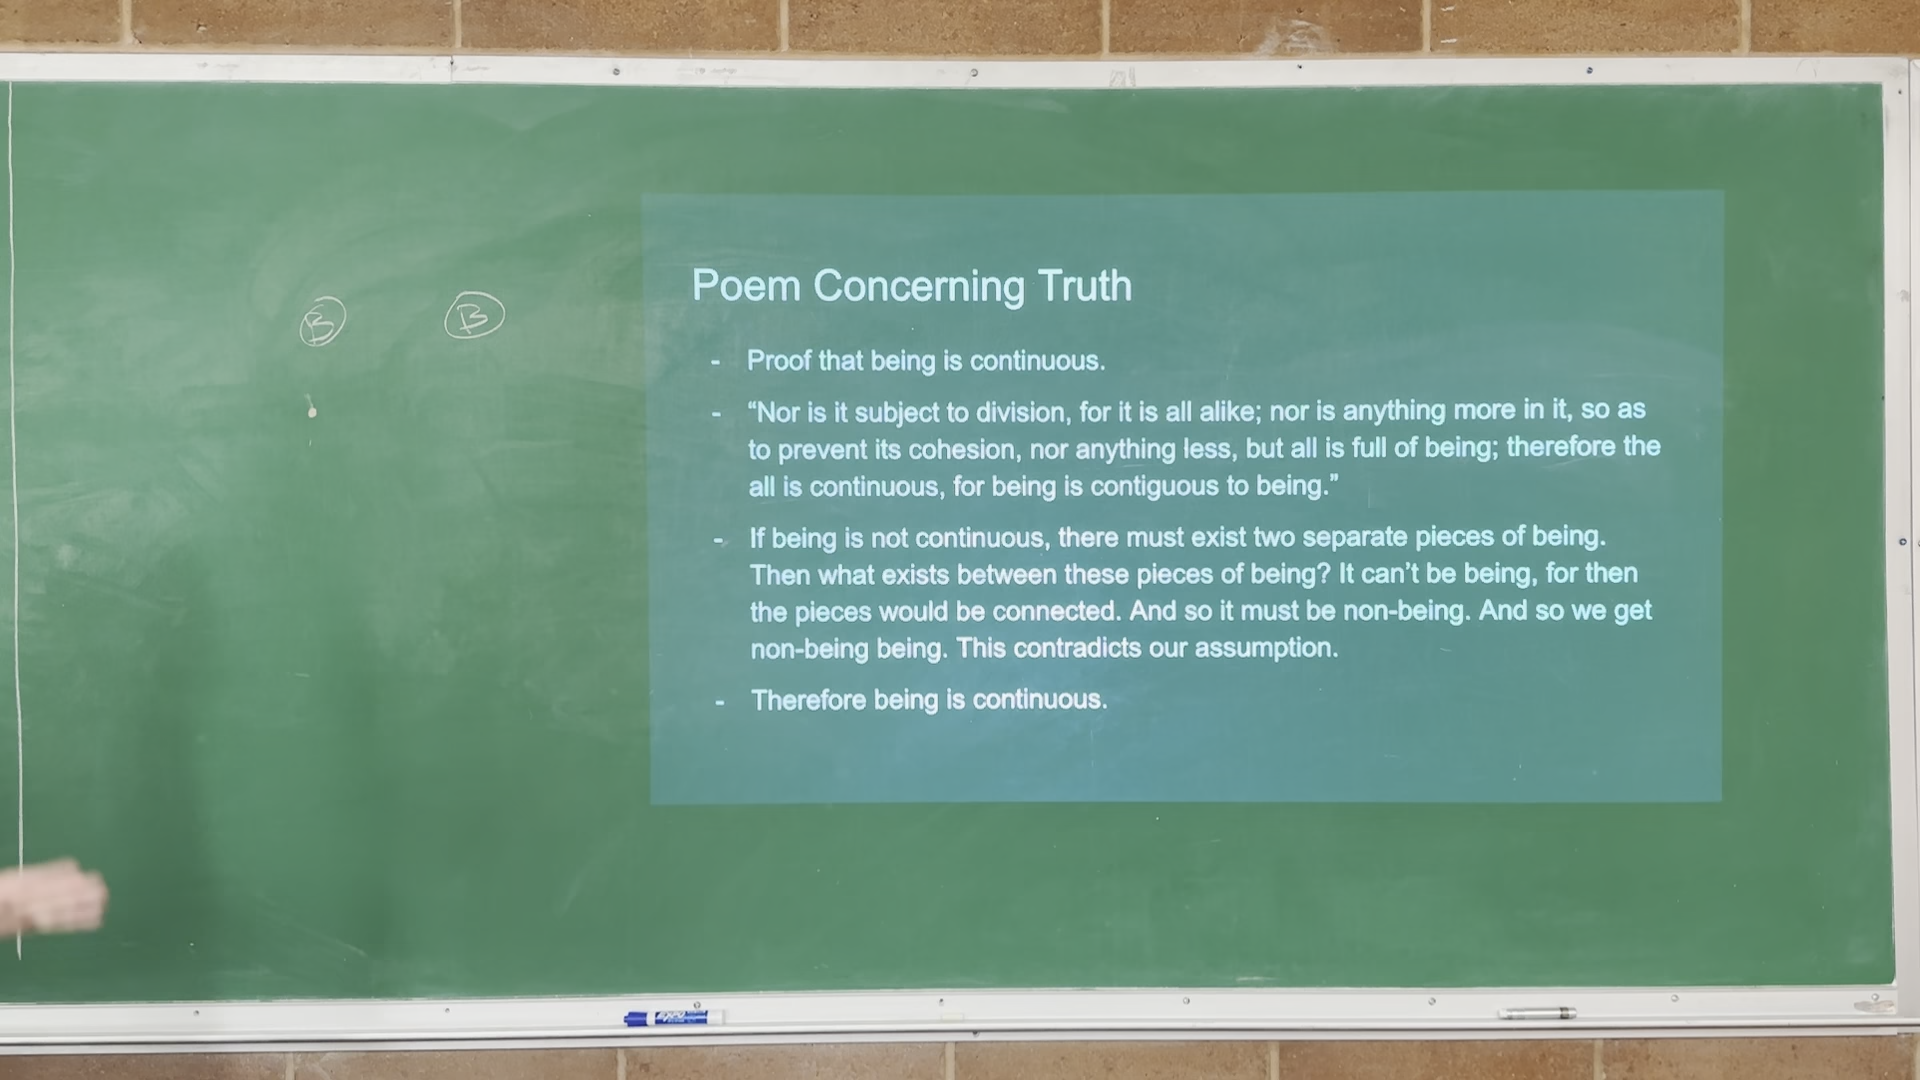 B B
Poem Concerning Truth
- Proof that being is continuous.
- “Nor is it subject to division, for it is all alike; nor is anything more in it, so as
to prevent its cohesion, nor anything less, but all is full of being; therefore the
all is continuous, for being is contiguous to being.”
- If being is not continuous, there must exist two separate pieces of being.
Then what exists between these pieces of being? It can’t be being, for then
the pieces would be connected. And so it must be non-being. And so we get
non-being being. This contradicts our assumption.
- Therefore being is continuous.
EXPO